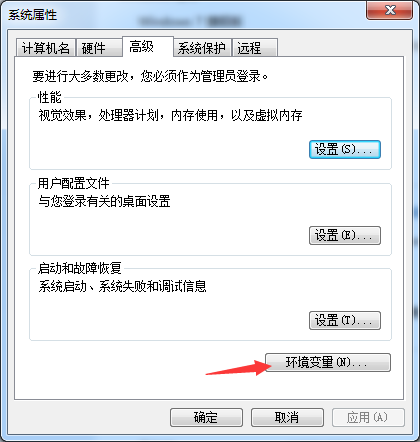 系统属性
计算机名 硬件 高级 系统保护 远程
要进行大多数更改，您必须作为管理员登录。
性能
视觉效果，处理器计划，内存使用，以及虚拟内存
设置(S)...
用户配置文件
与您登录有关的桌面设置
设置(E)...
启动和故障恢复
系统启动、系统失败和调试信息
设置(T)...
环境变量(N)...
确定 取消 应用(A)